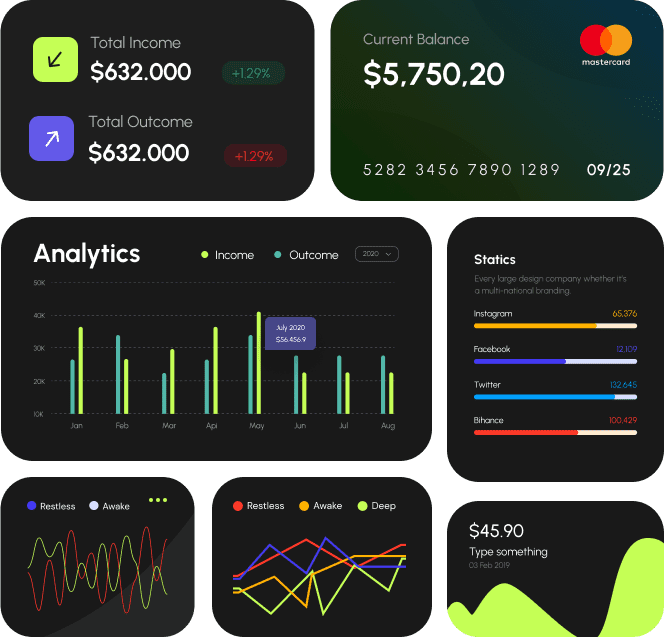 Total Income
$632.000
+1.29%
Total Outcome
$632.000
+1.29%
Current Balance
mastercard
$5,750,20
5282 3456 7890 1289
09/25
Analytics
Income
Outcome
2020
50K
40K
30K
20K
10K
July 2020
$56.456.9
Jan
Feb
Mar
Api
May
Jun
Jul
Aug
Statics
Every large design company whether it's
a multi-national branding.
Instagram 65,376
Facebook 12,109
Twitter 132,645
Bihance 100,429
Restless
Awake
Restless
Awake
Deep
$45.90
Type something
03 Feb 2019